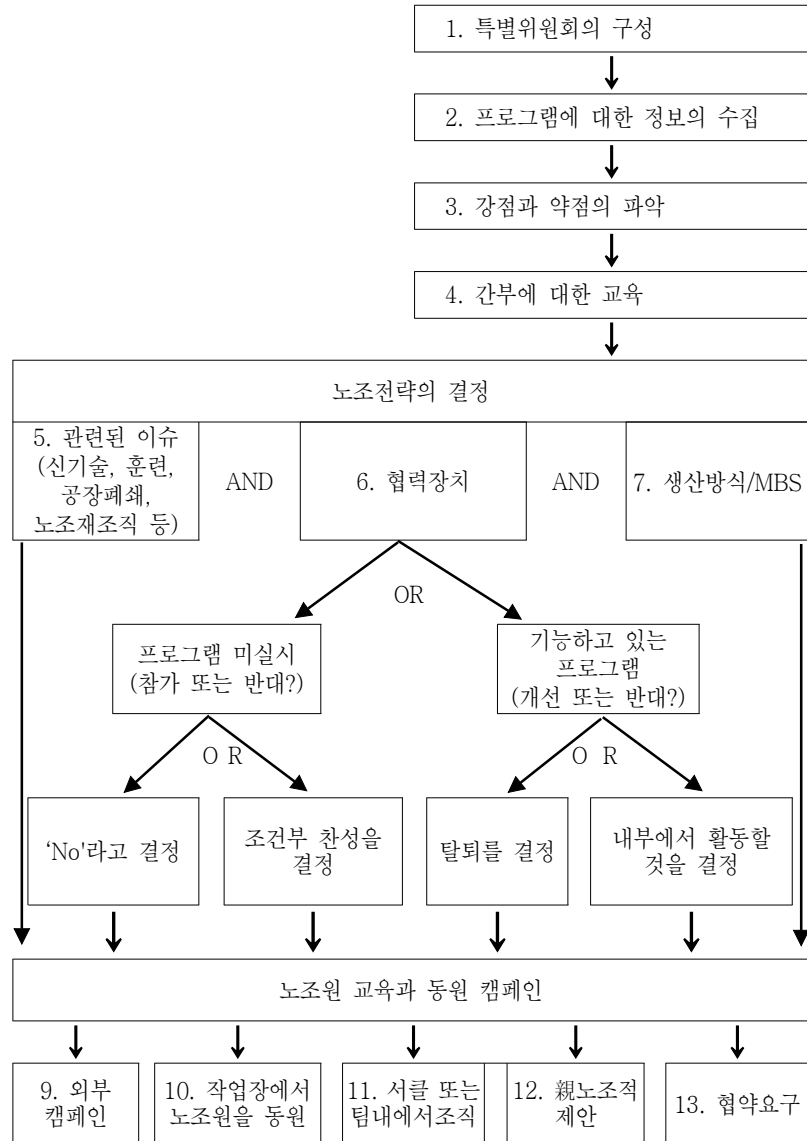 1. 특별위원회의 구성
2. 프로그램에 대한 정보의 수집
3. 강점과 약점의 파악
4. 간부에 대한 교육
노조전략의 결정
5. 관련된 이슈
(신기술, 훈련,
공장폐쇄,
노조재조직 등)
AND
6. 협력장치
AND
7. 생산방식/MBS
OR
프로그램 미실시
(참가 또는 반대?)
기능하고 있는
프로그램
(개선 또는 반대?)
O R
O R
‘No'라고 결정
조건부 찬성을
결정
탈퇴를 결정
내부에서 활동할
것을 결정
노조원 교육과 동원 캠페인
9. 외부
캠페인
10. 작업장에서
노조원을 동원
11. 서클 또는
팀내에서조직
12. 親노조적
제안
13. 협약요구